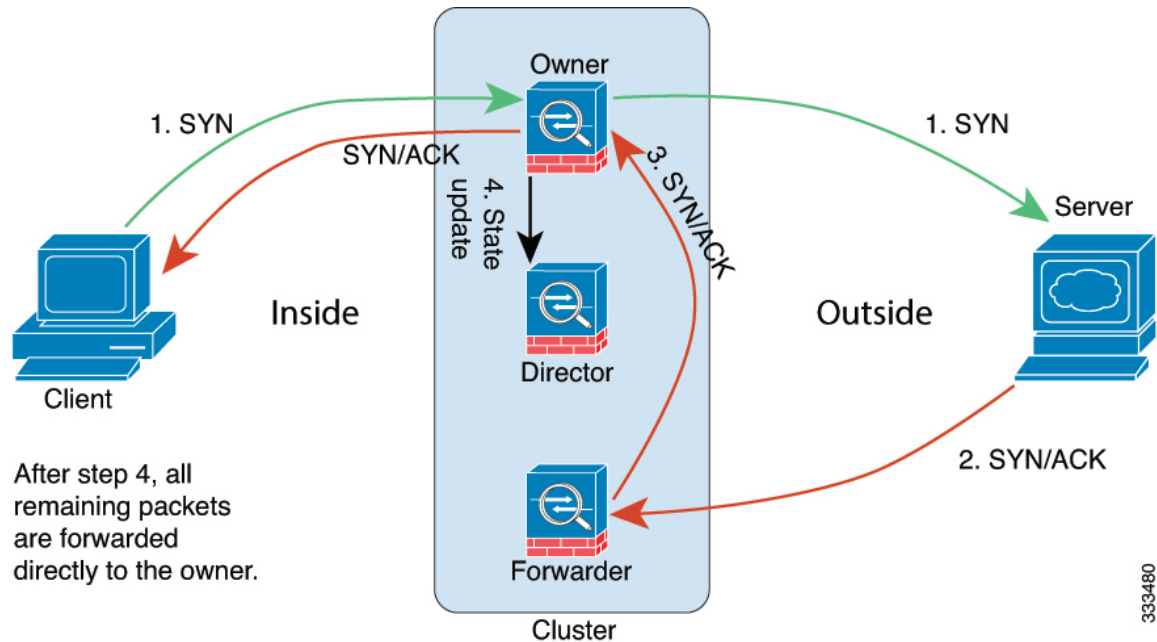 Owner
1. SYN
1. SYN
SYN/ACK
3. SYN/ACK
4. State
update
Server
Inside
Outside
Director
Client
2. SYN/ACK
After step 4, all
remaining packets
are forwarded
directly to the owner.
Forwarder
Cluster
333480